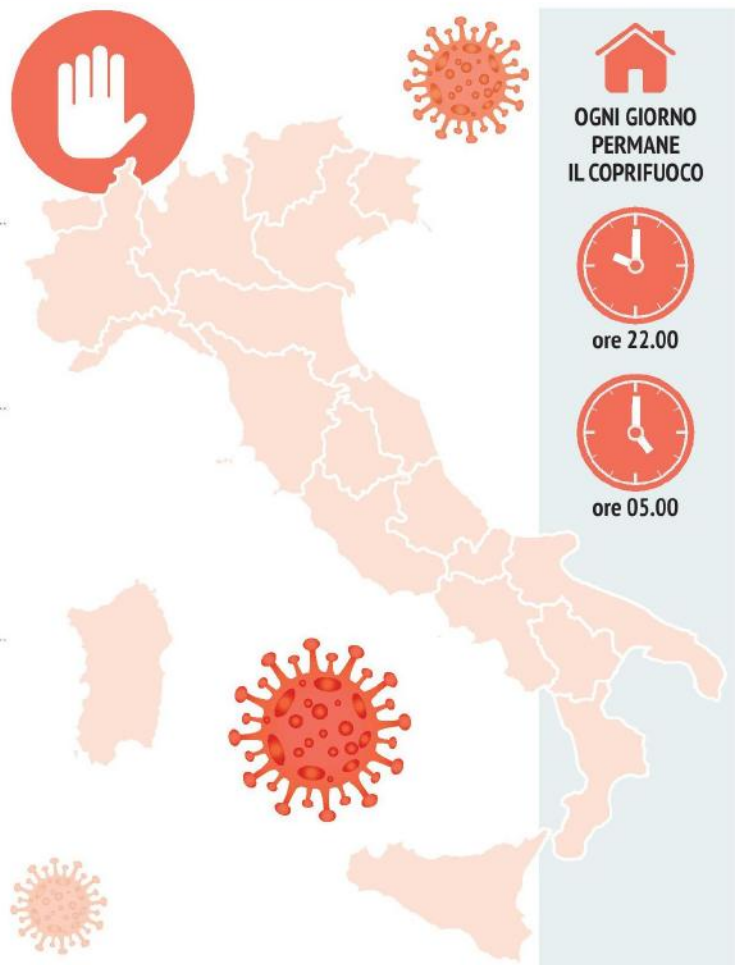 OGNI GIORNO
PERMANE
IL COPRIFUOCO
ore 22.00
ore 05.00